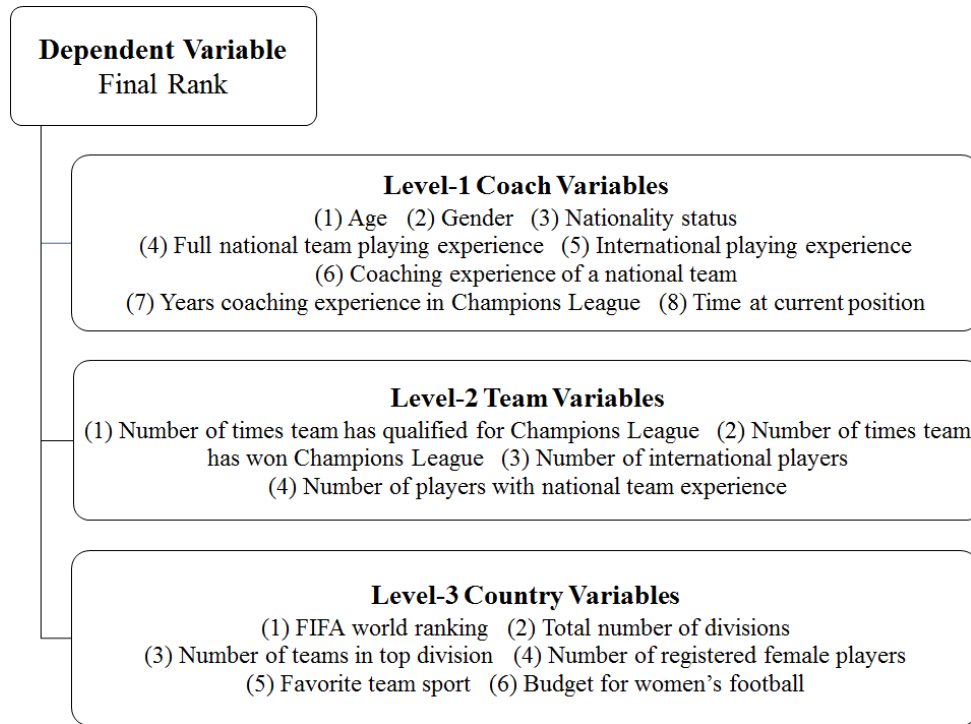 Dependent Variable
Final Rank
Level-1 Coach Variables
(1) Age (2) Gender (3) Nationality status
(4) Full national team playing experience (5) International playing experience
(6) Coaching experience of a national team
(7) Years coaching experience in Champions League (8) Time at current position
Level-2 Team Variables
(1) Number of times team has qualified for Champions League (2) Number of times team
has won Champions League (3) Number of international players
(4) Number of players with national team experience
Level-3 Country Variables
(1) FIFA world ranking (2) Total number of divisions
(3) Number of teams in top division (4) Number of registered female players
(5) Favorite team sport (6) Budget for women’s football